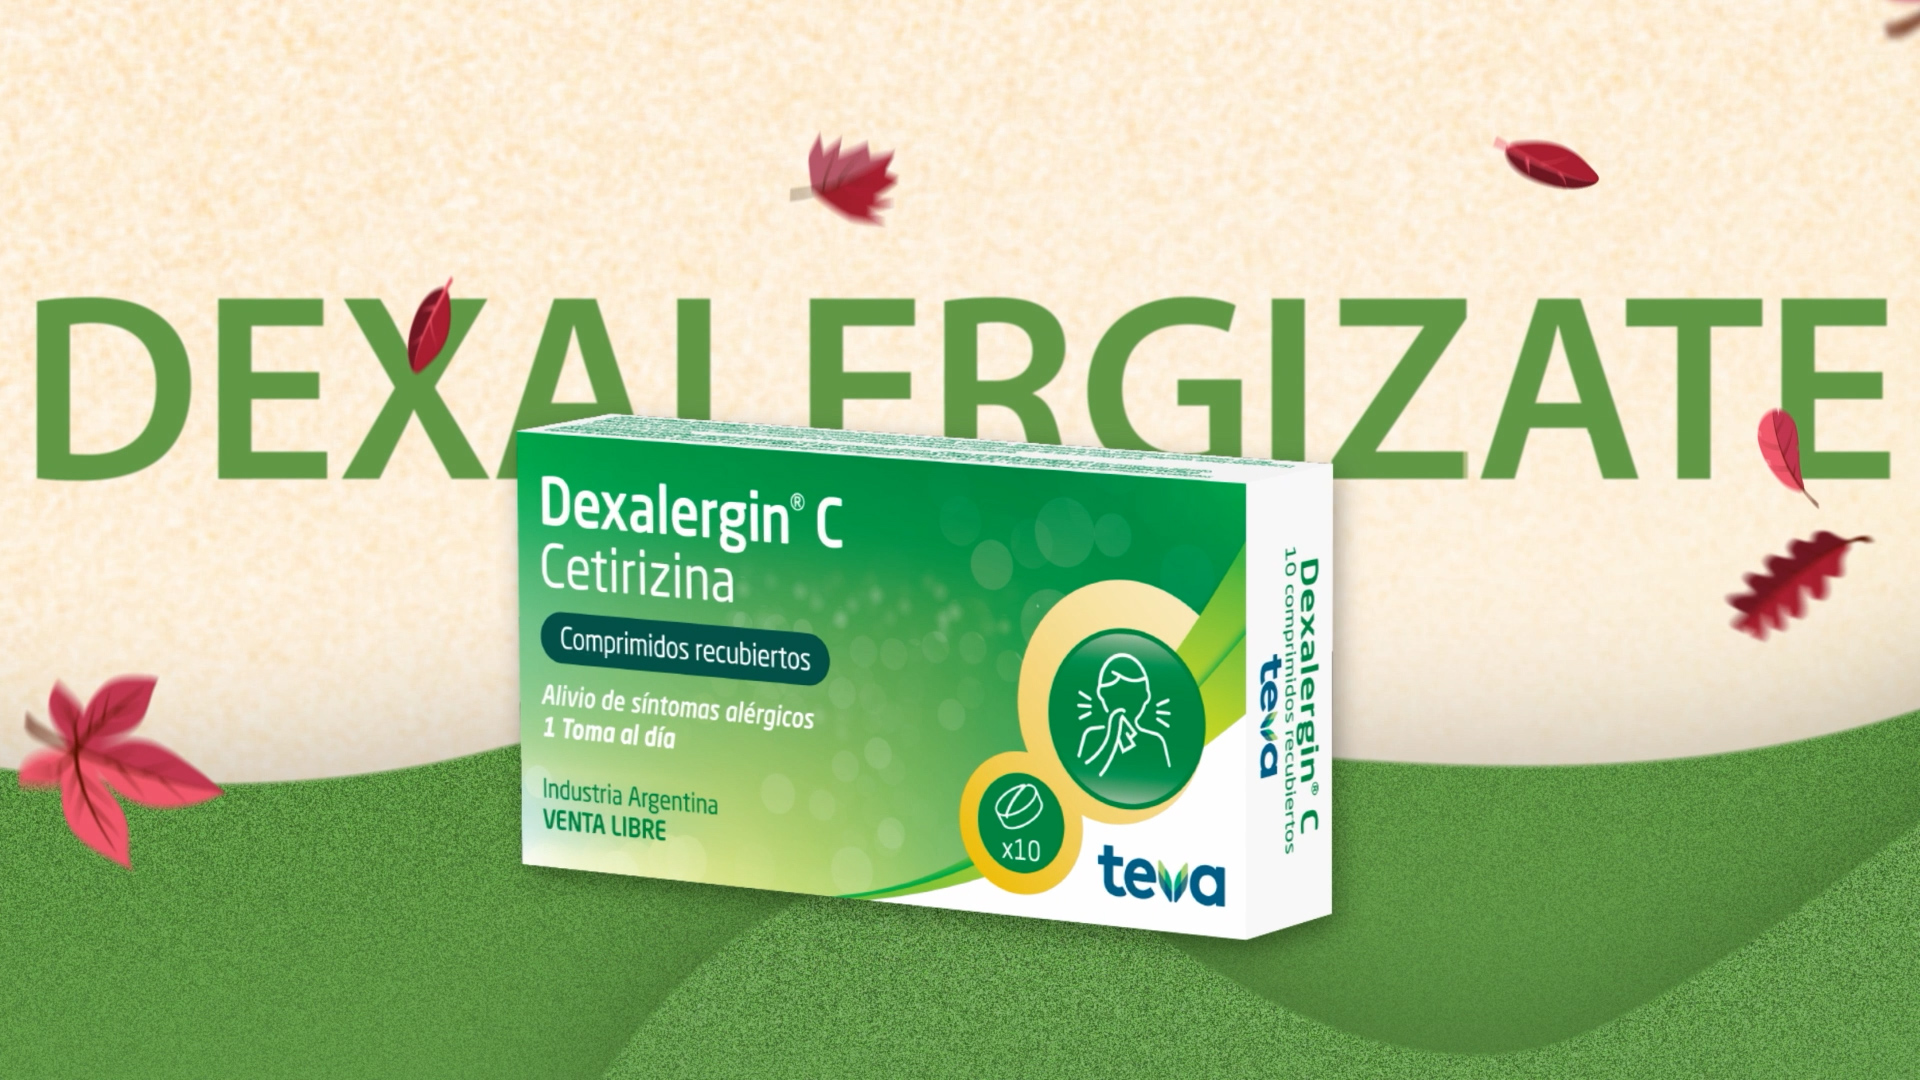 DEXALERGIZATE
Dexalergin® C
Cetirizina
Comprimidos recubiertos
Alivio de síntomas alérgicos
1 Toma al día
Industria Argentina
VENTA LIBRE
x10
teva
Dexalergin® C
10 comprimidos recubiertos
teva